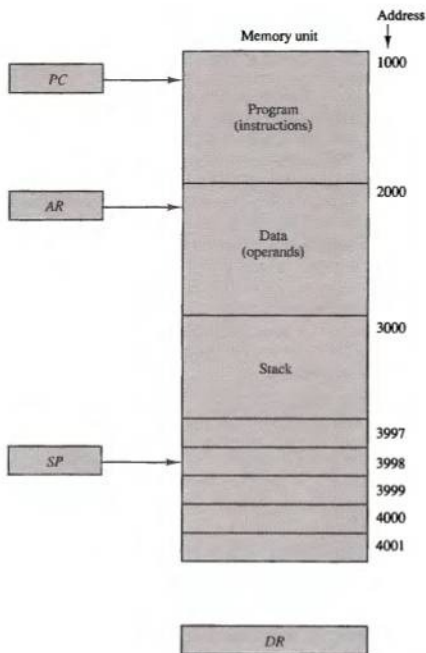 Address
Memory unit
1000
PC
Program
(instructions)
2000
AR
Data
(operands)
3000
Stack
3997
SP
3998
3999
4000
4001
DR